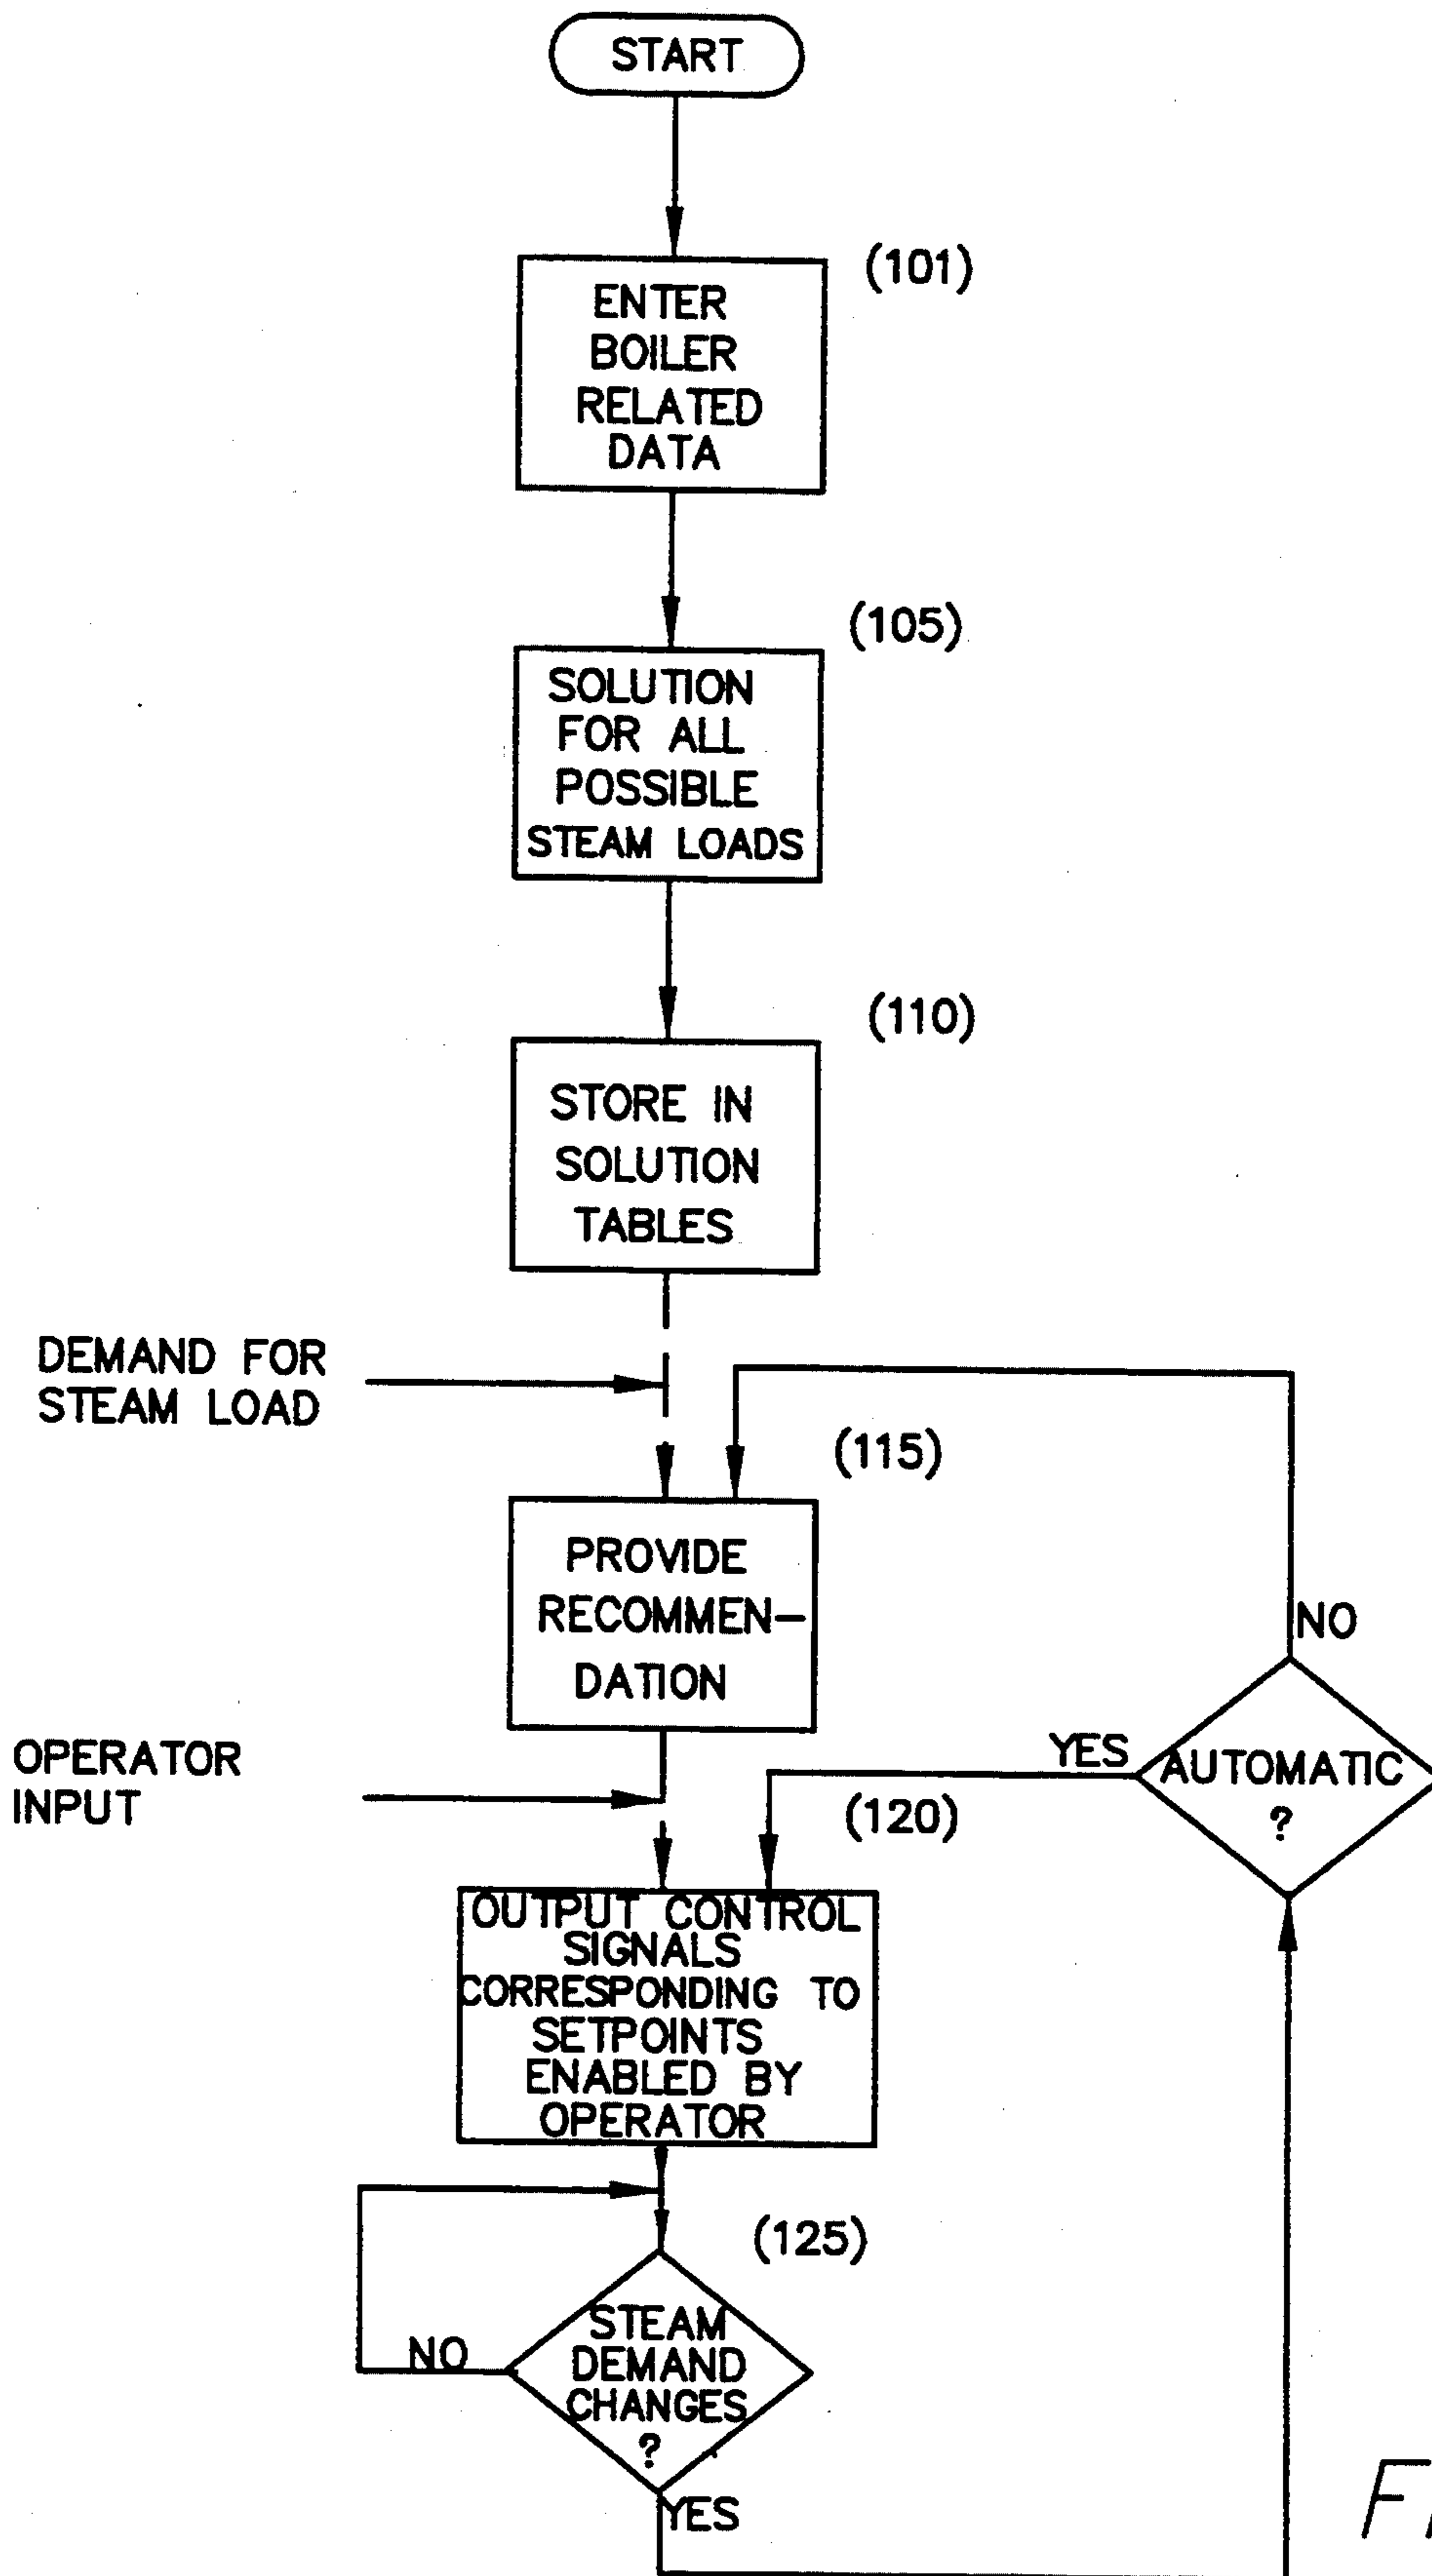 START
(101)
ENTER
BOILER
RELATED
DATA
(105)
SOLUTION
FOR ALL
POSSIBLE
STEAM LOADS
(110)
STORE IN
SOLUTION
TABLES
DEMAND FOR
STEAM LOAD
(115)
PROVIDE
RECOMMEN-
DATION
NO
OPERATOR
INPUT
YES
AUTOMATIC
?
(120)
OUTPUT CONTROL
SIGNALS
CORRESPONDING TO
SETPOINTS
ENABLED BY
OPERATOR
(125)
STEAM
DEMAND
CHANGES
?
NO
YES